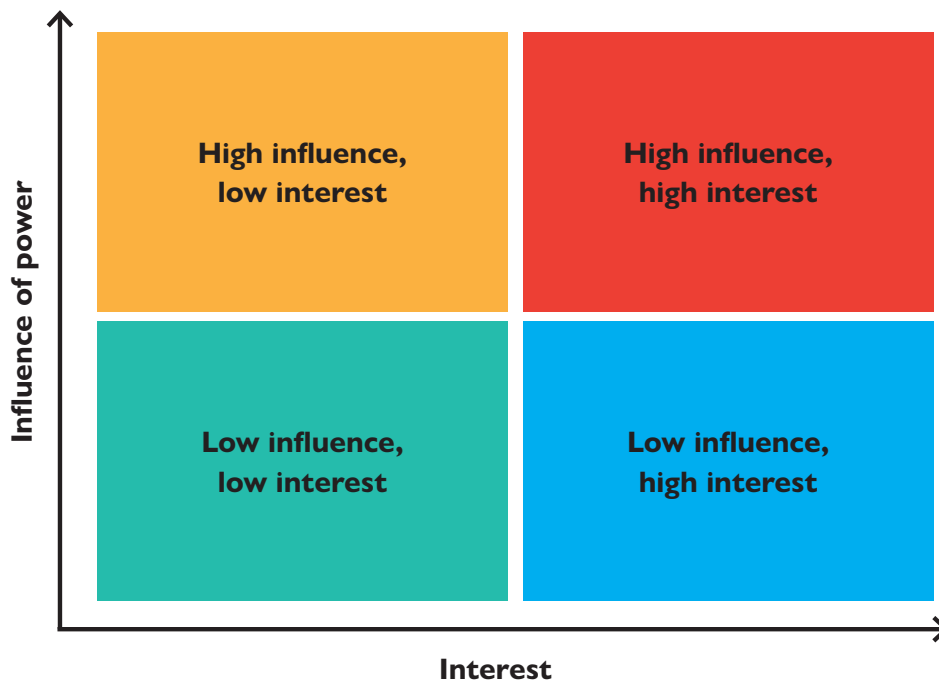 Influence of power
High influence,
low interest
High influence,
high interest
Low influence,
low interest
Low influence,
high interest
Interest